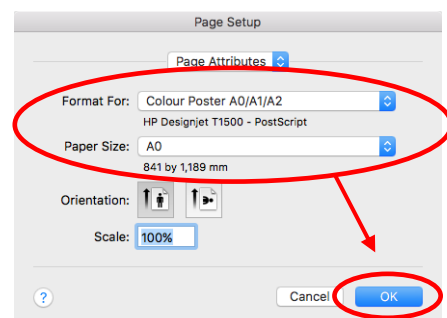 Page Setup
Page Attributes
Format For: Colour Poster A0/A1/A2
HP Designjet T1500 - PostScript
Paper Size: A0
841 by 1,189 mm
Orientation:
Scale: 100%
? Cancel OK